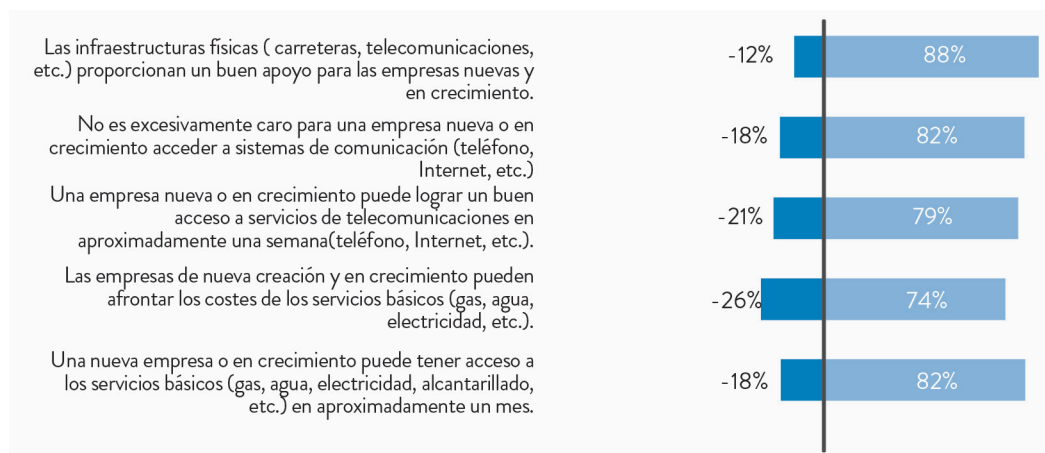 Las infraestructuras físicas ( carreteras, telecomunicaciones,
etc.) proporcionan un buen apoyo para las empresas nuevas y
en crecimiento.
-12%
88%
No es excesivamente caro para una empresa nueva o en
crecimiento acceder a sistemas de comunicación (teléfono,
Internet, etc.)
-18%
82%
Una empresa nueva o en crecimiento puede lograr un buen
acceso a servicios de telecomunicaciones en
aproximadamente una semana(teléfono, Internet, etc.).
-21%
79%
Las empresas de nueva creación y en crecimiento pueden
afrontar los costes de los servicios básicos (gas, agua,
electricidad, etc.).
-26%
74%
Una nueva empresa o en crecimiento puede tener acceso a
los servicios básicos (gas, agua, electricidad, alcantarillado,
etc.) en aproximadamente un mes.
-18%
82%